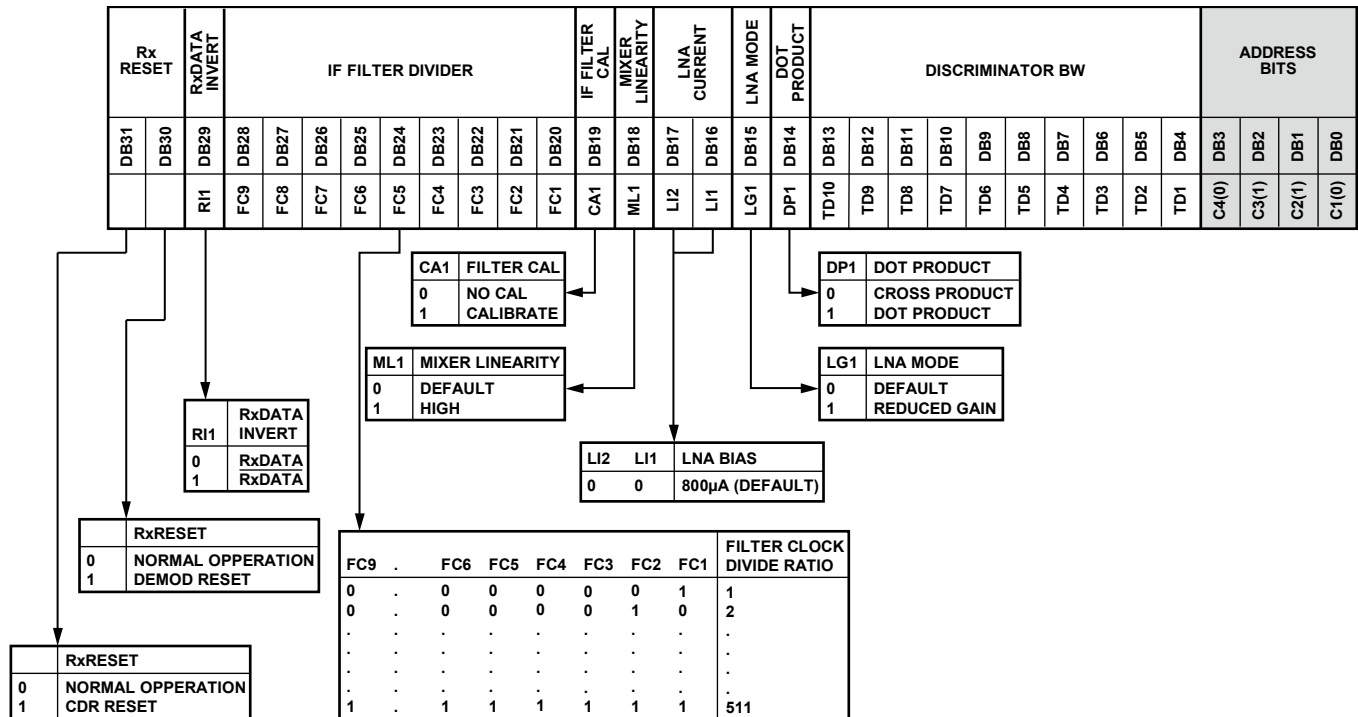 Rx RESET
RxDATA INVERT
IF FILTER DIVIDER
IF FILTER CAL
MIXER LINEARITY
LNA CURRENT
LNA MODE
DOT PRODUCT
DISCRIMINATOR BW
ADDRESS BITS
DB31 DB30 DB29 DB28 DB27 DB26 DB25 DB24 DB23 DB22 DB21 DB20 DB19 DB18 DB17 DB16 DB15 DB14 DB13 DB12 DB11 DB10 DB9 DB8 DB7 DB6 DB5 DB4 DB3 DB2 DB1 DB0
RI1 FC9 FC8 FC7 FC6 FC5 FC4 FC3 FC2 FC1 CA1 ML1 LI2 LI1 LG1 DP1 TD10 TD9 TD8 TD7 TD6 TD5 TD4 TD3 TD2 TD1 C4(0) C3(1) C2(1) C1(0)
CA1 FILTER CAL
0 NO CAL
1 CALIBRATE
DP1 DOT PRODUCT
0 CROSS PRODUCT
1 DOT PRODUCT
ML1 MIXER LINEARITY
0 DEFAULT
1 HIGH
LG1 LNA MODE
0 DEFAULT
1 REDUCED GAIN
RI1 RxDATA INVERT
0 RxDATA
1 R̅x̅D̅A̅T̅A̅
LI2 LI1 LNA BIAS
0 0 800µA (DEFAULT)
RxRESET
0 NORMAL OPPERATION
1 DEMOD RESET
FC9 . FC6 FC5 FC4 FC3 FC2 FC1 FILTER CLOCK DIVIDE RATIO
0 . 0 0 0 0 0 1 1
0 . 0 0 0 0 1 0 2
. . . . . . . . .
. . . . . . . . .
. . . . . . . . .
. . . . . . . . .
1 . 1 1 1 1 1 1 511
RxRESET
0 NORMAL OPPERATION
1 CDR RESET